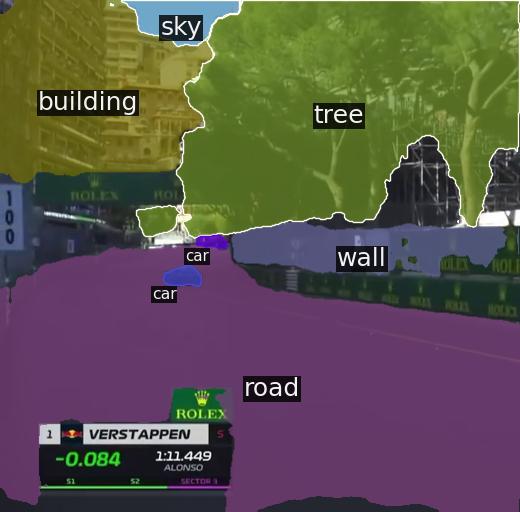 sky
building
tree
ROLEX
ROL
100
car
wall
ROLEX
car
road
ROLEX
1 VERSTAPPEN S
-0.084 1:11.449
ALONSO
S1 S2 SECTOR 3